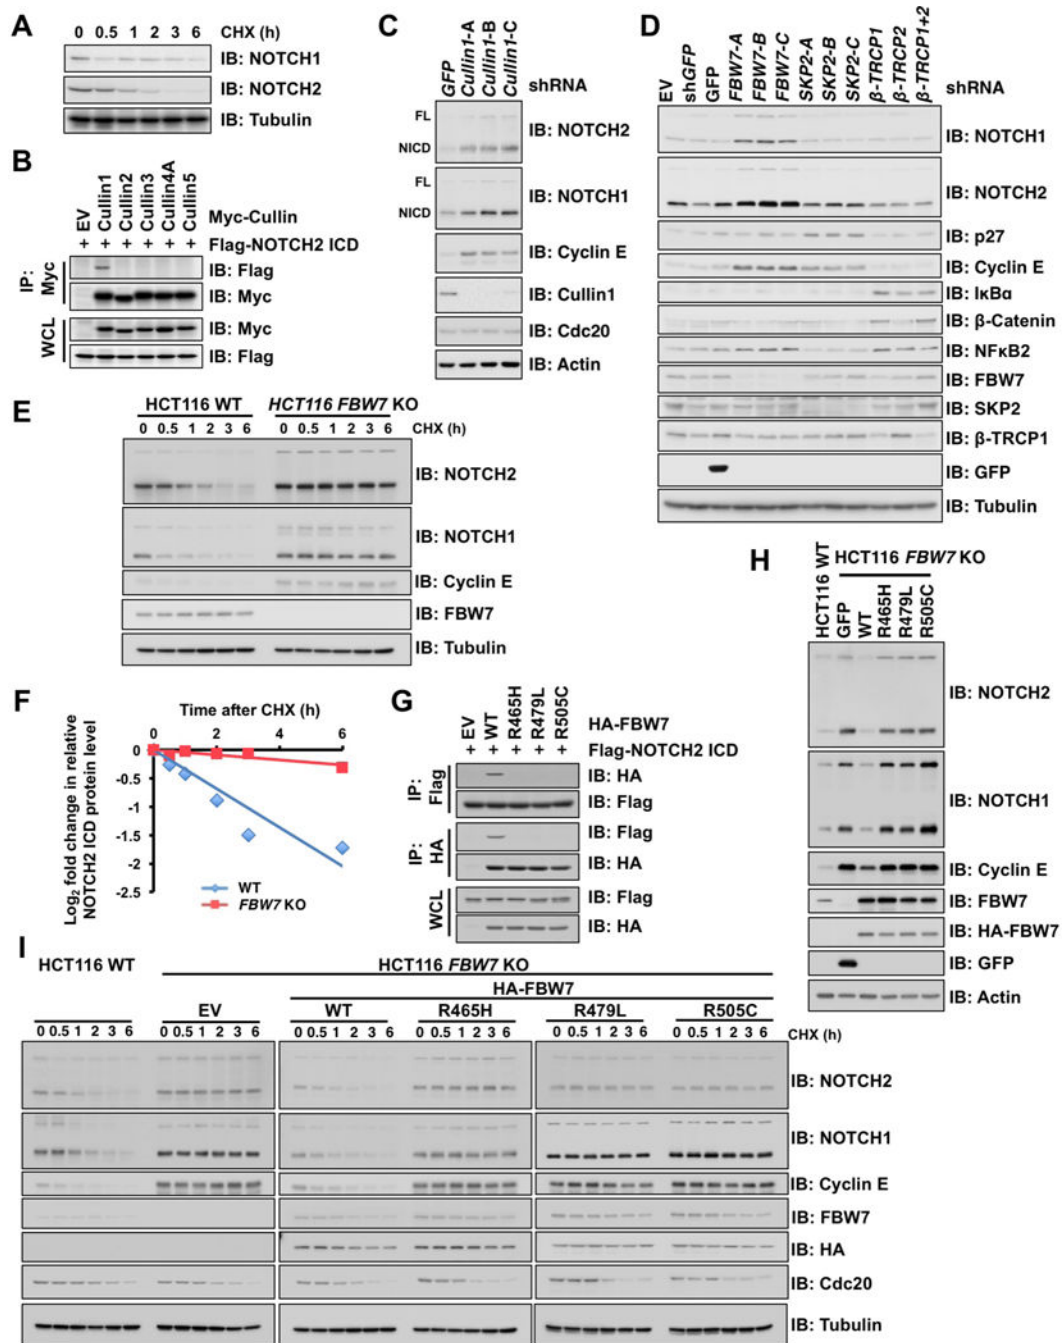 A
0 0.5 1 2 3 6 CHX (h)
IB: NOTCH1
IB: NOTCH2
IB: Tubulin
B
EV
Cullin1
Cullin2
Cullin3
Cullin4A
Cullin5
Myc-Cullin
+ + + + + + Flag-NOTCH2 ICD
IP: Myc
IB: Flag
IB: Myc
WCL
IB: Myc
IB: Flag
C
GFP
Cullin1-A
Cullin1-B
Cullin1-C
shRNA
FL
NICD
IB: NOTCH2
FL
NICD
IB: NOTCH1
IB: Cyclin E
IB: Cullin1
IB: Cdc20
IB: Actin
D
EV
shGFP
GFP
FBW7-A
FBW7-B
FBW7-C
SKP2-A
SKP2-B
SKP2-C
β-TRCP1
β-TRCP2
β-TRCP1+2
shRNA
IB: NOTCH1
IB: NOTCH2
IB: p27
IB: Cyclin E
IB: IκBα
IB: β-Catenin
IB: NFκB2
IB: FBW7
IB: SKP2
IB: β-TRCP1
IB: GFP
IB: Tubulin
E
HCT116 WT HCT116 FBW7 KO
0 0.5 1 2 3 6 0 0.5 1 2 3 6 CHX (h)
IB: NOTCH2
IB: NOTCH1
IB: Cyclin E
IB: FBW7
IB: Tubulin
F
Time after CHX (h)
0 2 4 6
0
-0.5
-1
-1.5
-2
-2.5
Log2 fold change in relative
NOTCH2 ICD protein level
WT
FBW7 KO
G
EV
WT
R465H
R479L
R505C
HA-FBW7
+ + + + + Flag-NOTCH2 ICD
IP: Flag
IB: HA
IB: Flag
IP: HA
IB: Flag
IB: HA
WCL
IB: Flag
IB: HA
H
HCT116 FBW7 KO
HCT116 WT
GFP
WT
R465H
R479L
R505C
IB: NOTCH2
IB: NOTCH1
IB: Cyclin E
IB: FBW7
IB: HA-FBW7
IB: GFP
IB: Actin
I
HCT116 WT HCT116 FBW7 KO
HA-FBW7
EV WT R465H R479L R505C
0 0.5 1 2 3 6 0 0.5 1 2 3 6 0 0.5 1 2 3 6 0 0.5 1 2 3 6 0 0.5 1 2 3 6 0 0.5 1 2 3 6 CHX (h)
IB: NOTCH2
IB: NOTCH1
IB: Cyclin E
IB: FBW7
IB: HA
IB: Cdc20
IB: Tubulin